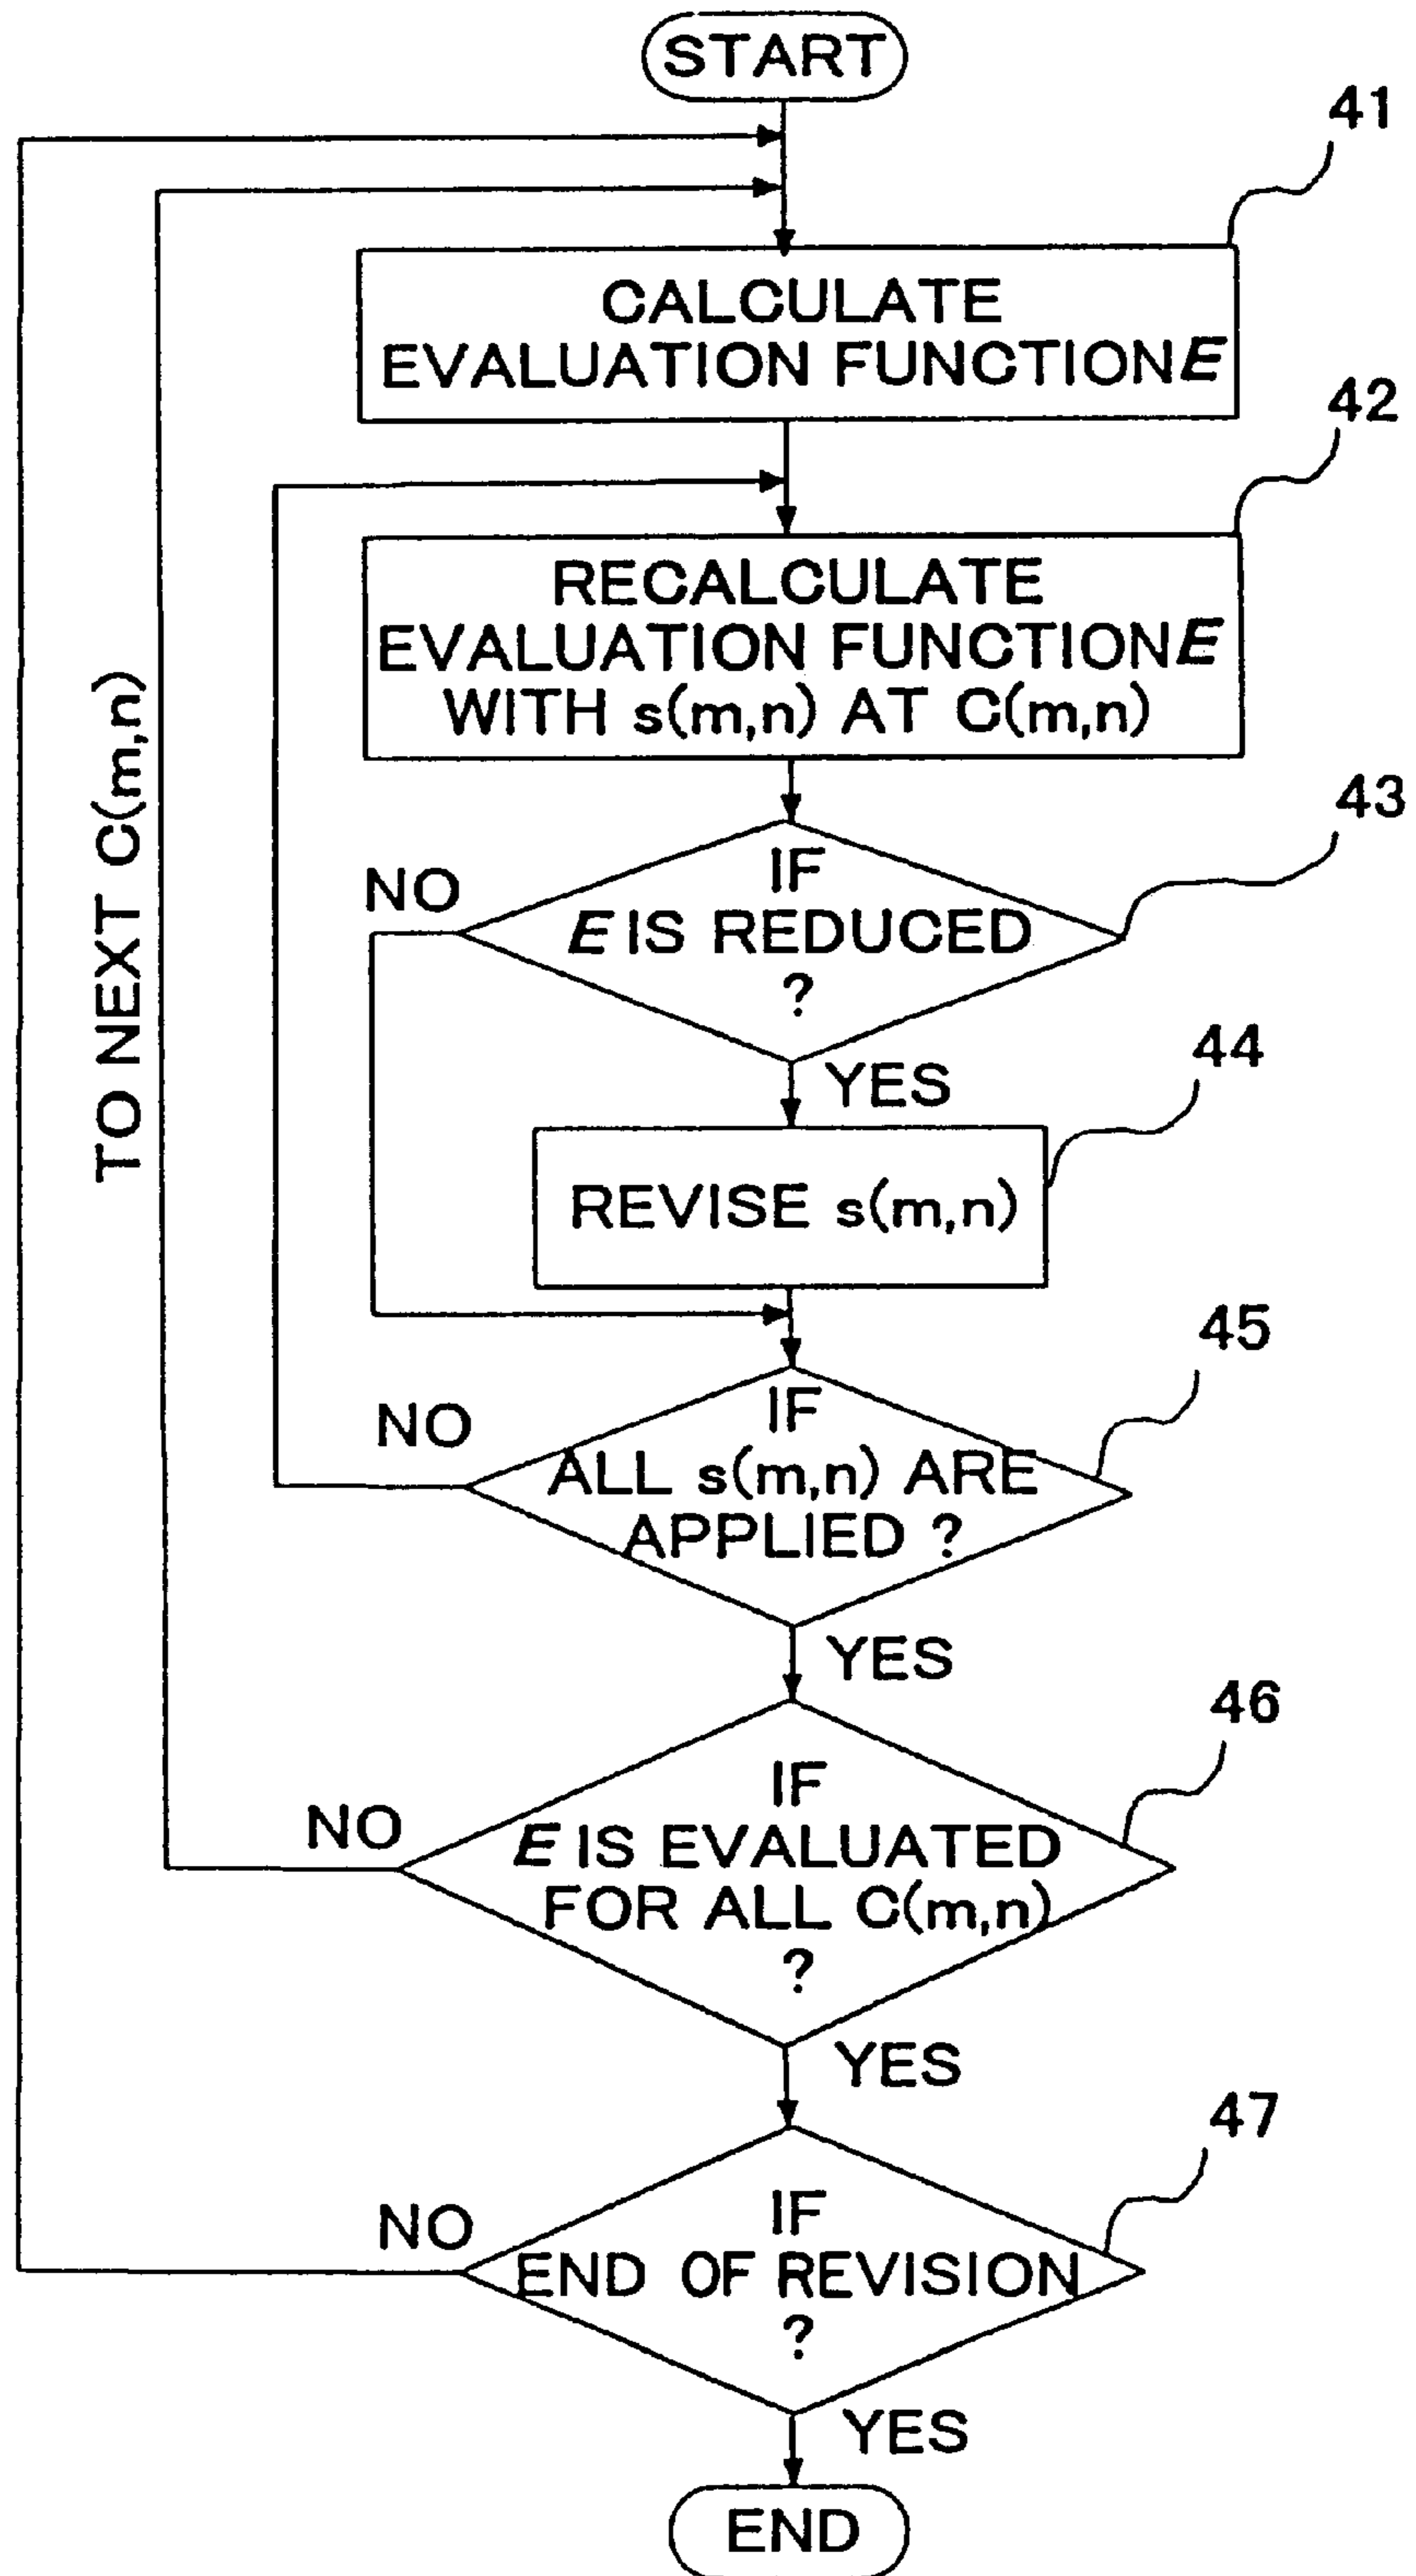 START
41
CALCULATE
EVALUATION FUNCTIONE
42
RECALCULATE
EVALUATION FUNCTIONE
WITH s(m,n) AT C(m,n)
TO NEXT C(m,n)
43
NO
IF
E IS REDUCED
?
YES
44
REVISE s(m,n)
45
NO
IF
ALL s(m,n) ARE
APPLIED ?
YES
46
NO
IF
E IS EVALUATED
FOR ALL C(m,n)
?
YES
47
NO
IF
END OF REVISION
?
YES
END